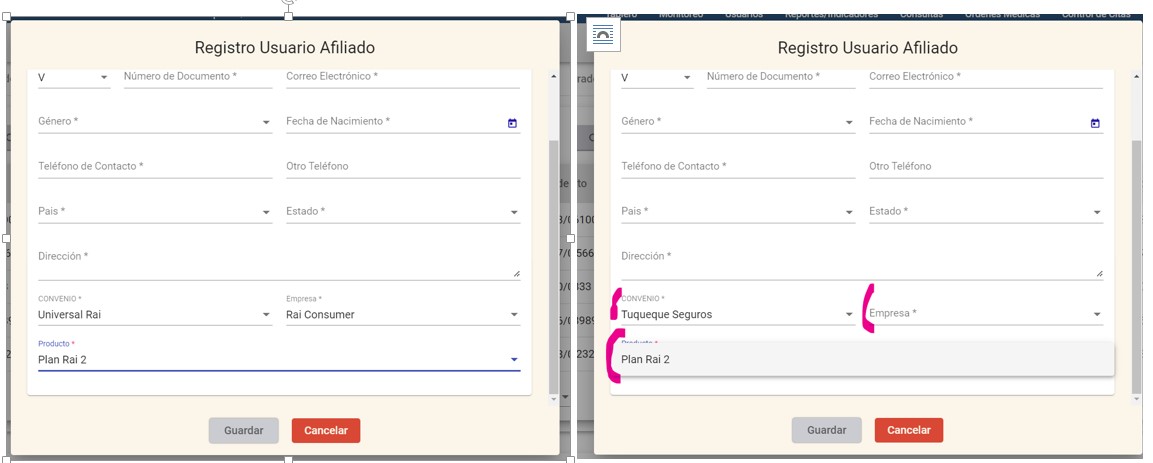 Registro Usuario Afiliado
V
Número de Documento *
Correo Electrónico *
Género *
Fecha de Nacimiento *
Teléfono de Contacto *
Otro Teléfono
Pais *
Estado *
Dirección *
CONVENIO *
Empresa *
Universal Rai
Rai Consumer
Producto *
Plan Rai 2
Guardar
Cancelar
Tablero Monitoreo Usuarios Reportes/Indicadores Consultas Órdenes Médicas Control de Citas
Registro Usuario Afiliado
V
Número de Documento *
Correo Electrónico *
Género *
Fecha de Nacimiento *
Teléfono de Contacto *
Otro Teléfono
Pais *
Estado *
Dirección *
CONVENIO *
Tuqueque Seguros
Empresa *
Producto *
Plan Rai 2
Guardar
Cancelar